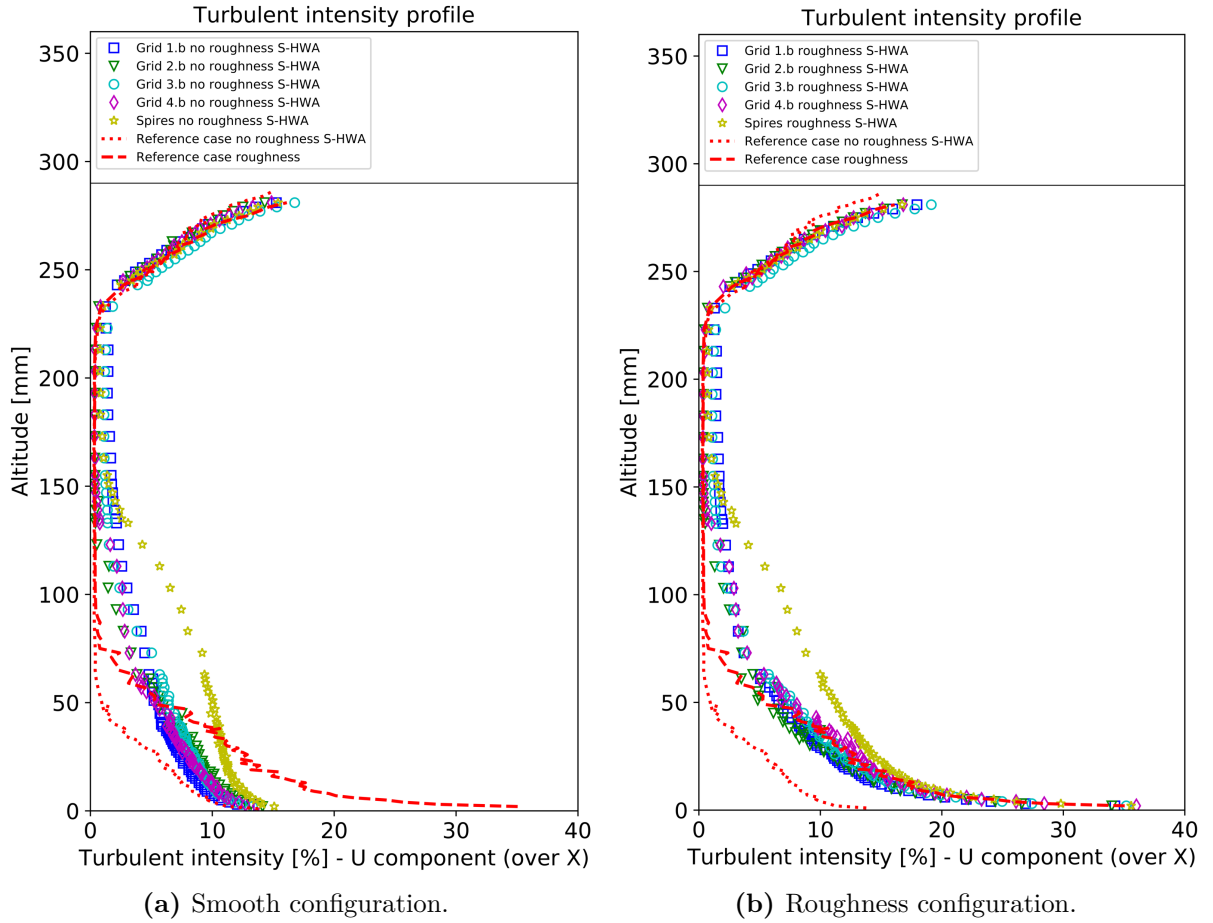 Turbulent intensity profile
350
300
250
200
150
100
50
0
Altitude [mm]
Grid 1.b no roughness S-HWA
Grid 2.b no roughness S-HWA
Grid 3.b no roughness S-HWA
Grid 4.b no roughness S-HWA
Spires no roughness S-HWA
Reference case no roughness S-HWA
Reference case roughness
0 10 20 30 40
Turbulent intensity [%] - U component (over X)
(a) Smooth configuration.
Turbulent intensity profile
350
300
250
200
150
100
50
0
Altitude [mm]
Grid 1.b roughness S-HWA
Grid 2.b roughness S-HWA
Grid 3.b roughness S-HWA
Grid 4.b roughness S-HWA
Spires roughness S-HWA
Reference case no roughness S-HWA
Reference case roughness
0 10 20 30 40
Turbulent intensity [%] - U component (over X)
(b) Roughness configuration.